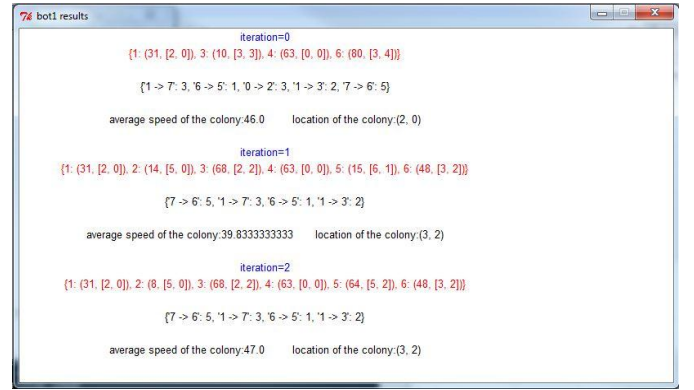 bot1 results
iteration=0
{1: (31, [2, 0]), 3: (10, [3, 3]), 4: (63, [0, 0]), 6: (80, [3, 4])}
{'1 -> 7': 3, '6 -> 5': 1, '0 -> 2': 3, '1 -> 3': 2, '7 -> 6': 5}
average speed of the colony:46.0 location of the colony:(2, 0)
iteration=1
{1: (31, [2, 0]), 2: (14, [5, 0]), 3: (68, [2, 2]), 4: (63, [0, 0]), 5: (15, [6, 1]), 6: (48, [3, 2])}
{'7 -> 6': 5, '1 -> 7': 3, '6 -> 5': 1, '1 -> 3': 2}
average speed of the colony:39.8333333333 location of the colony:(3, 2)
iteration=2
{1: (31, [2, 0]), 2: (8, [5, 0]), 3: (68, [2, 2]), 4: (63, [0, 0]), 5: (64, [5, 2]), 6: (48, [3, 2])}
{'7 -> 6': 5, '1 -> 7': 3, '6 -> 5': 1, '1 -> 3': 2}
average speed of the colony:47.0 location of the colony:(3, 2)